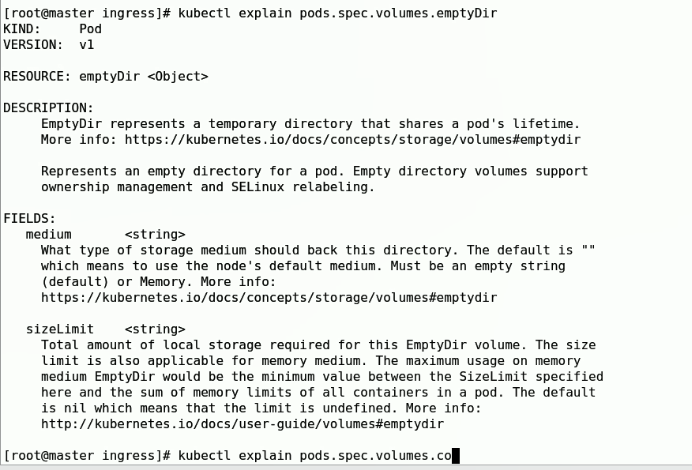 [root@master ingress]# kubectl explain pods.spec.volumes.emptyDir
KIND:     Pod
VERSION:  v1
RESOURCE: emptyDir <Object>
DESCRIPTION:
     EmptyDir represents a temporary directory that shares a pod's lifetime.
     More info: https://kubernetes.io/docs/concepts/storage/volumes#emptydir
     Represents an empty directory for a pod. Empty directory volumes support
     ownership management and SELinux relabeling.
FIELDS:
   medium       <string>
     What type of storage medium should back this directory. The default is ""
     which means to use the node's default medium. Must be an empty string
     (default) or Memory. More info:
     https://kubernetes.io/docs/concepts/storage/volumes#emptydir
   sizeLimit    <string>
     Total amount of local storage required for this EmptyDir volume. The size
     limit is also applicable for memory medium. The maximum usage on memory
     medium EmptyDir would be the minimum value between the SizeLimit specified
     here and the sum of memory limits of all containers in a pod. The default
     is nil which means that the limit is undefined. More info:
     http://kubernetes.io/docs/user-guide/volumes#emptydir
[root@master ingress]# kubectl explain pods.spec.volumes.co